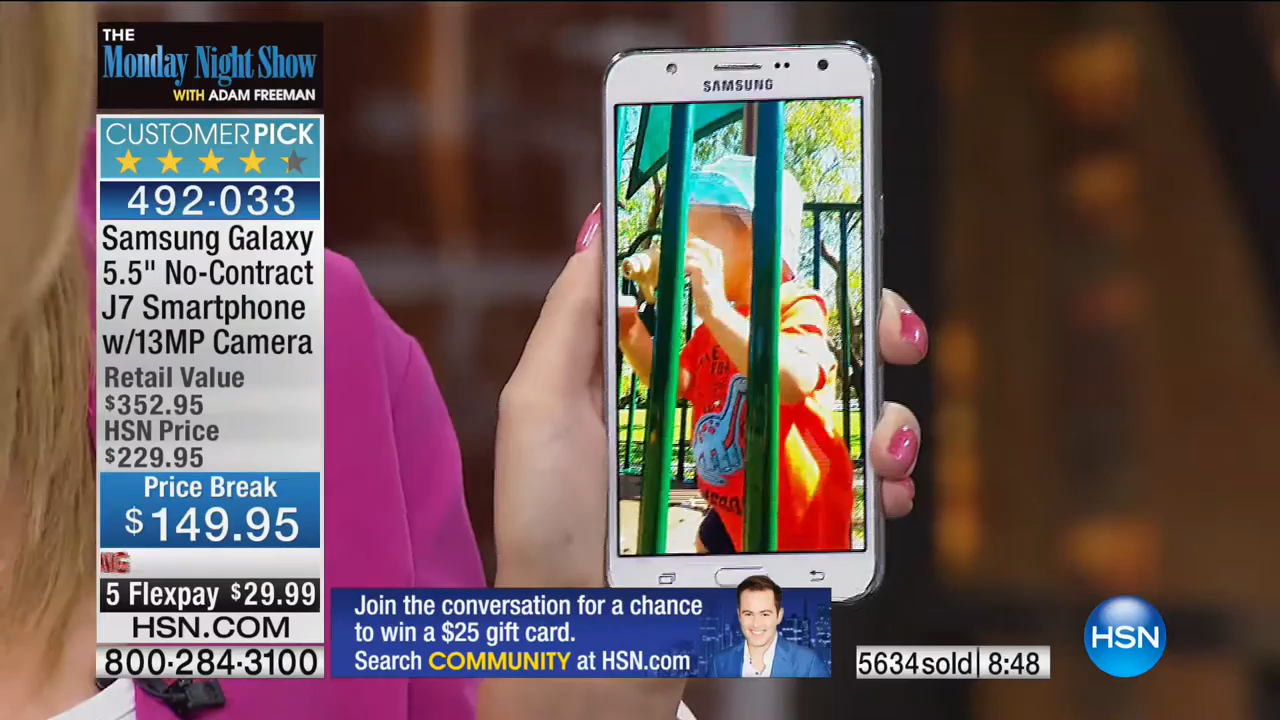 THE
Monday Night Show
WITH ADAM FREEMAN
CUSTOMER PICK
492·033
Samsung Galaxy
5.5" No-Contract
J7 Smartphone
w/13MP Camera
Retail Value
$352.95
HSN Price
$229.95
Price Break
$149.95
5 Flexpay $29.99
HSN.COM
800·284·3100
SAMSUNG
Join the conversation for a chance
to win a $25 gift card.
Search COMMUNITY at HSN.com
5634 sold 8:48
HSN